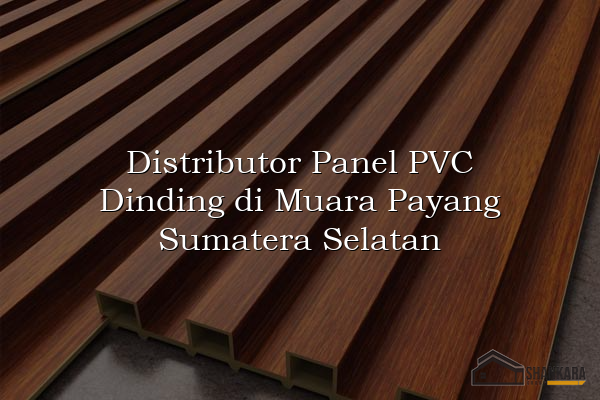 Distributor Panel PVC
Dinding di Muara Payang
Sumatera Selatan